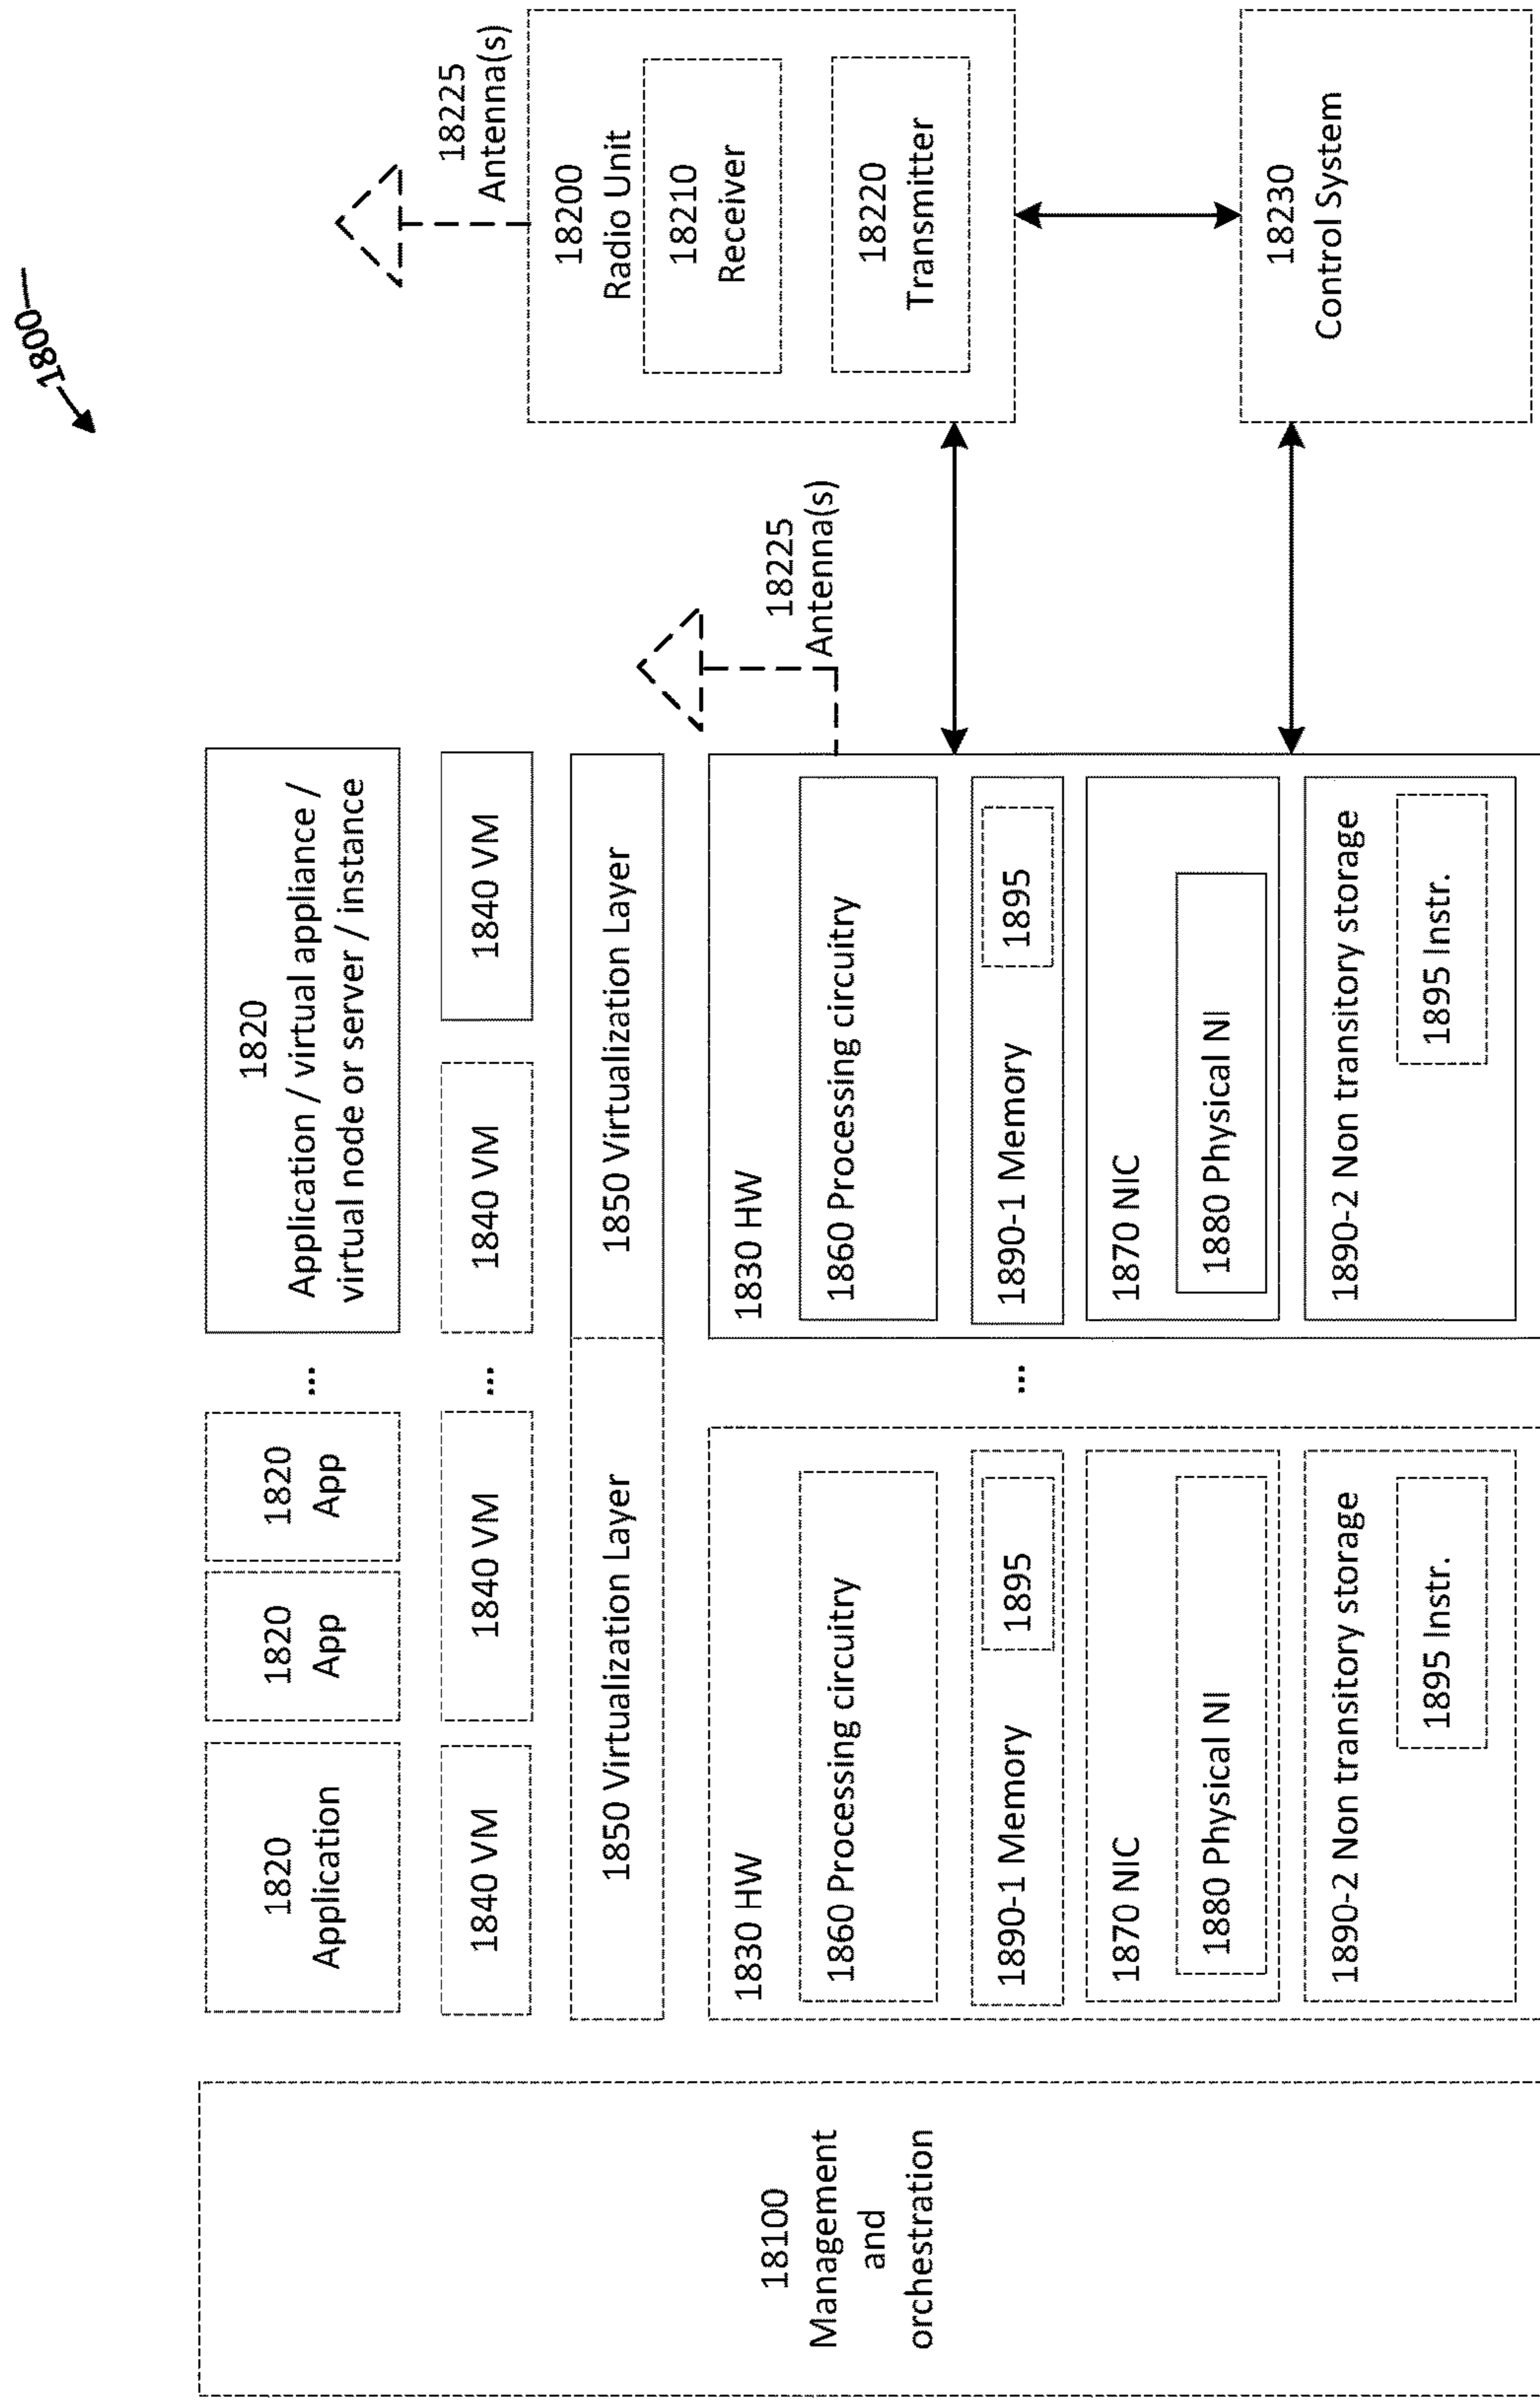 1800
18100
Management
and
orchestration
1820
Application
1820
App
1820
App
...
1820
Application / virtual appliance /
virtual node or server / instance
1840 VM
1840 VM
...
1840 VM
1840 VM
1850 Virtualization Layer
1850 Virtualization Layer
1830 HW
1860 Processing circuitry
1890-1 Memory
1895
1870 NIC
1880 Physical NI
1890-2 Non transitory storage
1895 Instr.
...
1830 HW
1860 Processing circuitry
1890-1 Memory
1895
1870 NIC
1880 Physical NI
1890-2 Non transitory storage
1895 Instr.
18225
Antenna(s)
18225
Antenna(s)
18200
Radio Unit
18210
Receiver
18220
Transmitter
18230
Control System